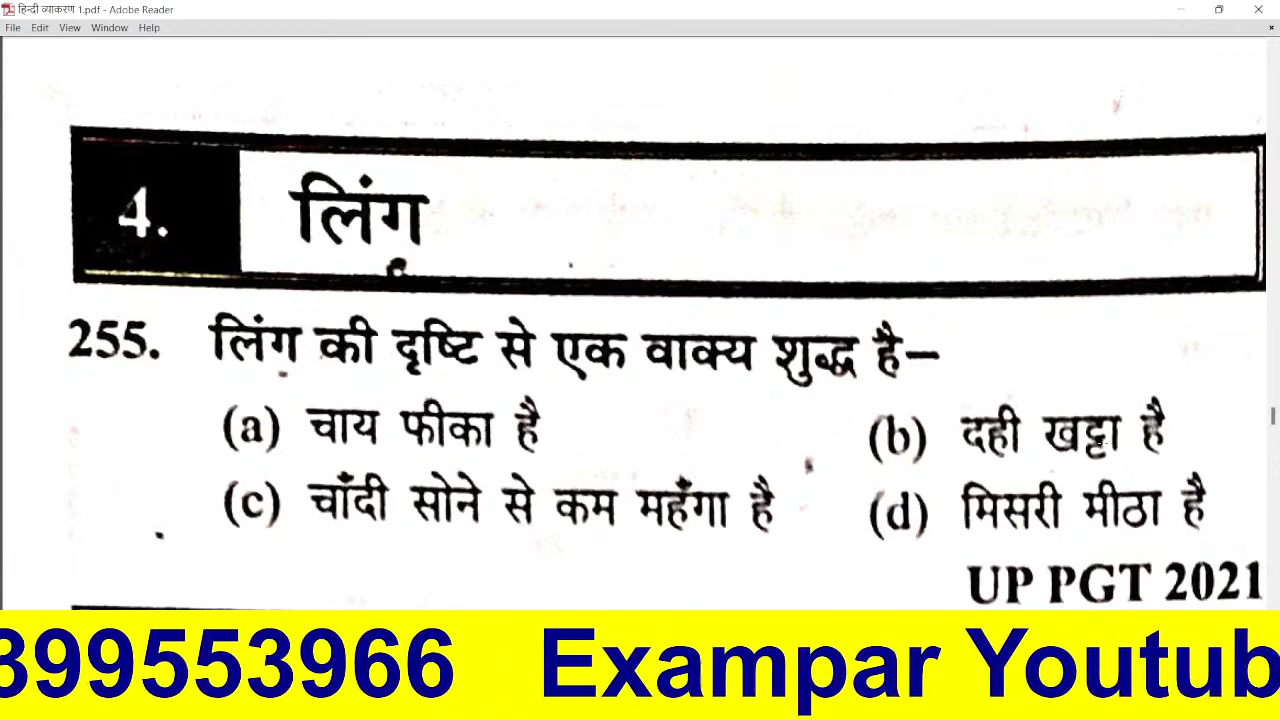 हिन्दी व्याकरण 1.pdf - Adobe Reader
File Edit View Window Help
4. लिंग
255. लिंग की दृष्टि से एक वाक्य शुद्ध है–
(a) चाय फीका है (b) दही खट्टा है
(c) चाँदी सोने से कम महँगा है (d) मिसरी मीठा है
UP PGT 2021
399553966 Exampar Youtub